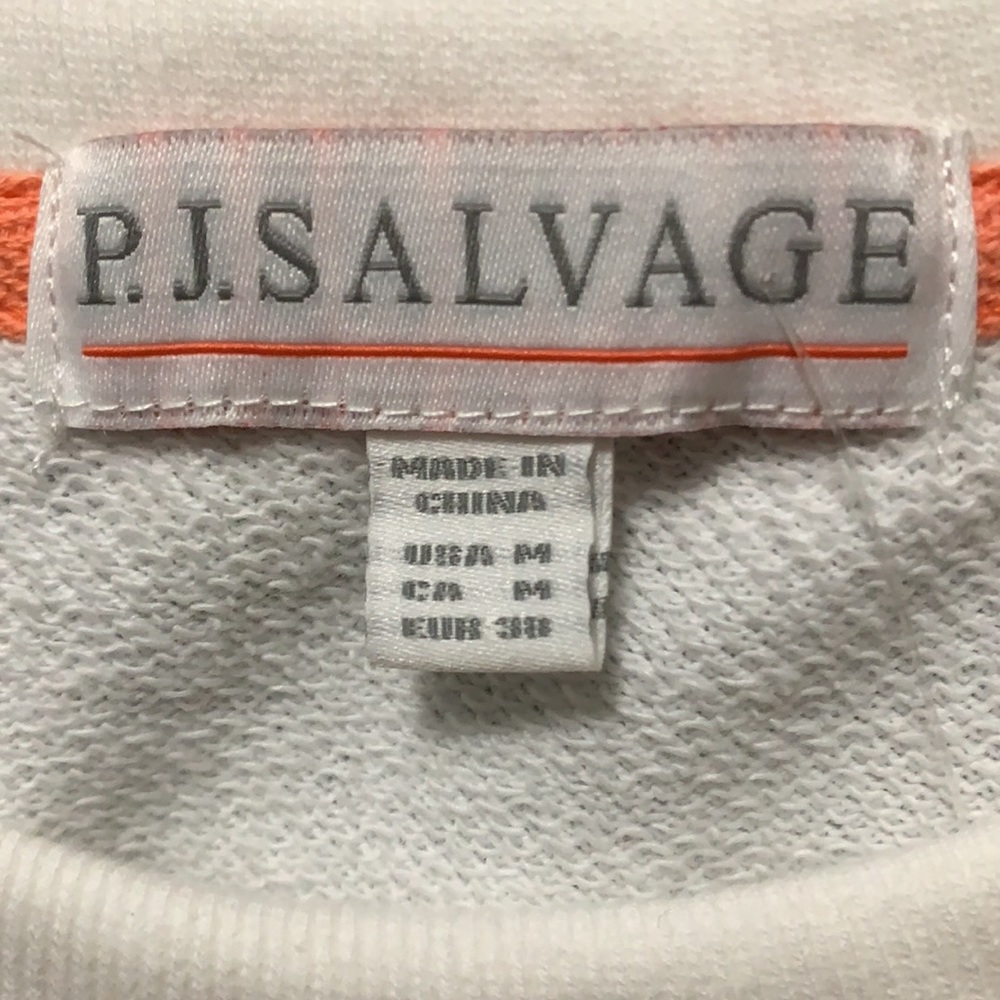 P.J.SALVAGE
MADE IN
CHINA
USA M
CA M
EUR 38